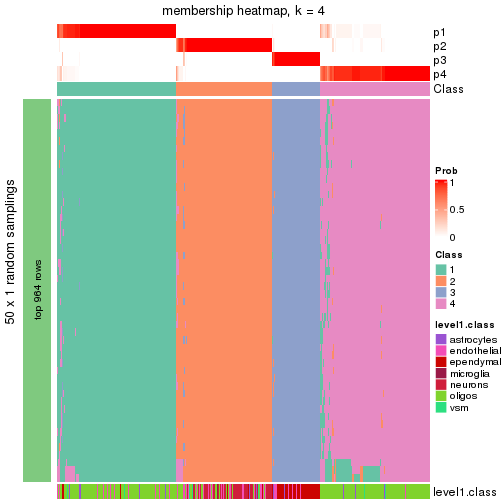 membership heatmap, k = 4
p1
p2
p3
p4
Class
50 x 1 random samplings
top 964 rows
Prob
1
0.5
0
Class
1
2
3
4
level1.class
astrocytes
endothelial
ependymal
microglia
neurons
oligos
vsm
level1.class